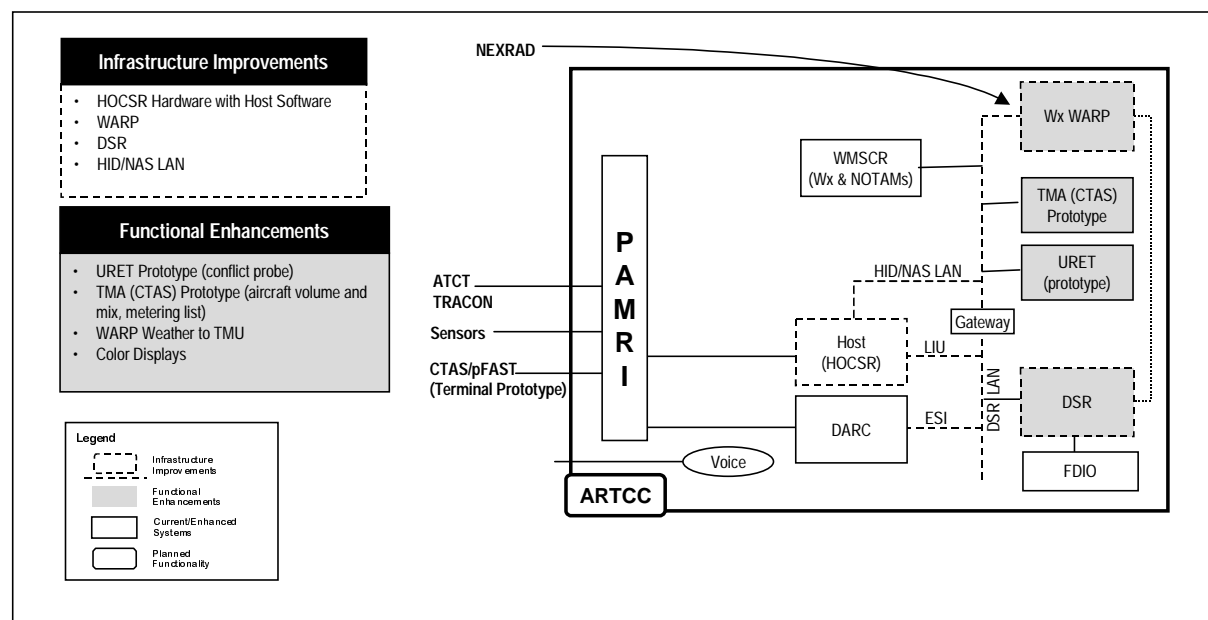 Infrastructure Improvements
• HOCSR Hardware with Host Software
• WARP
• DSR
• HID/NAS LAN
Functional Enhancements
• URET Prototype (conflict probe)
• TMA (CTAS) Prototype (aircraft volume and
mix, metering list)
• WARP Weather to TMU
• Color Displays
Legend
Infrastructure
Improvements
Functional
Enhancements
Current/Enhanced
Systems
Planned
Functionality
NEXRAD
ATCT
TRACON
Sensors
CTAS/pFAST
(Terminal Prototype)
P
A
M
R
I
Voice
ARTCC
WMSCR
(Wx & NOTAMs)
HID/NAS LAN
Host
(HOCSR)
LIU
DARC
ESI
Gateway
DSR LAN
Wx WARP
TMA (CTAS)
Prototype
URET
(prototype)
DSR
FDIO